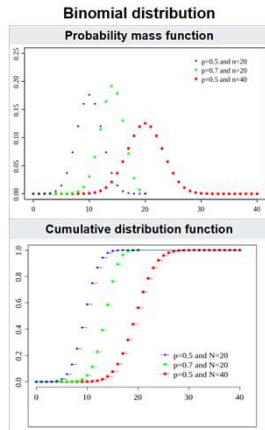 Binomial distribution
Probability mass function
0.25
0.20
0.15
0.10
0.05
0.00
p=0.5 and n=20
p=0.7 and n=20
p=0.5 and n=40
0 10 20 30 40
Cumulative distribution function
1.0
0.8
0.6
0.4
0.2
0.0
p=0.5 and N=20
p=0.7 and N=20
p=0.5 and N=40
0 10 20 30 40